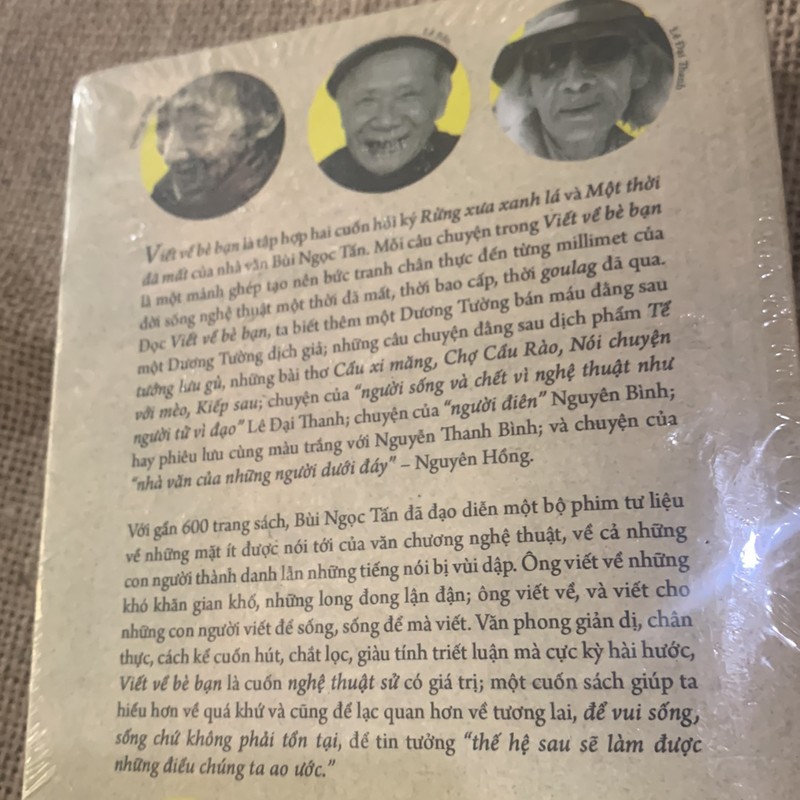 Lê Đại Thanh
Viết về bè bạn là tập hợp hai cuốn hồi ký Rừng xưa xanh lá và Một thời
đã mất của nhà văn Bùi Ngọc Tấn. Mỗi câu chuyện trong Viết về bè bạn
là một mảnh ghép tạo nên bức tranh chân thực đến từng millimet của
đời sống nghệ thuật một thời đã mất, thời bao cấp, thời goulag đã qua.
Đọc Viết về bè bạn, ta biết thêm một Dương Tường bán máu đằng sau
một Dương Tường dịch giả; những câu chuyện đằng sau dịch phẩm Tể
tướng lưu gù, những bài thơ Cầu xi măng, Chợ Cầu Rào, Nói chuyện
với mèo, Kiếp sau; chuyện của “người sống và chết vì nghệ thuật như
người tử vì đạo” Lê Đại Thanh; chuyện của “người điên” Nguyên Bình;
hay phiêu lưu cùng màu trắng với Nguyễn Thanh Bình; và chuyện của
“nhà văn của những người dưới đáy” – Nguyên Hồng.
Với gần 600 trang sách, Bùi Ngọc Tấn đã đạo diễn một bộ phim tư liệu
về những mặt ít được nói tới của văn chương nghệ thuật, về cả những
con người thành danh lẫn những tiếng nói bị vùi dập. Ông viết về những
khó khăn gian khổ, những long đong lận đận; ông viết về, và viết cho
những con người viết để sống, sống để mà viết. Văn phong giản dị, chân
thực, cách kể cuốn hút, chắt lọc, giàu tính triết luận mà cực kỳ hài hước,
Viết về bè bạn là cuốn nghệ thuật sử có giá trị; một cuốn sách giúp ta
hiểu hơn về quá khứ và cũng để lạc quan hơn về tương lai, để vui sống,
sống chứ không phải tồn tại, để tin tưởng “thế hệ sau sẽ làm được
những điều chúng ta ao ước.”